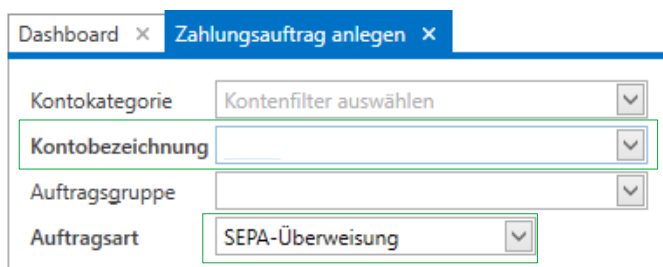 Dashboard × Zahlungsauftrag anlegen ×
Kontokategorie Kontenfilter auswählen
Kontobezeichnung
Auftragsgruppe
Auftragsart SEPA-Überweisung